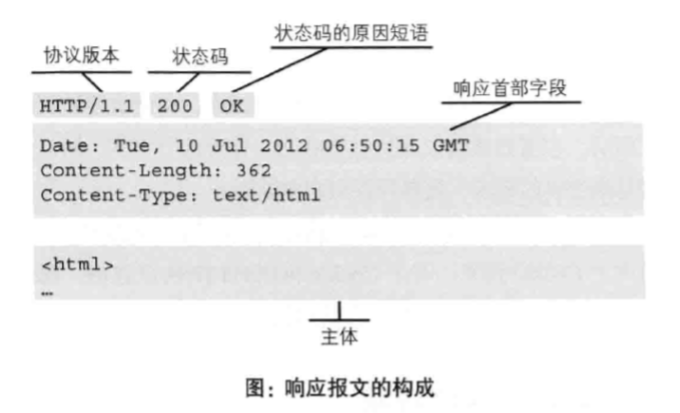 状态码的原因短语
协议版本 状态码
响应首部字段
HTTP/1.1 200 OK
Date: Tue, 10 Jul 2012 06:50:15 GMT
Content-Length: 362
Content-Type: text/html
<html>
…
主体
图：响应报文的构成